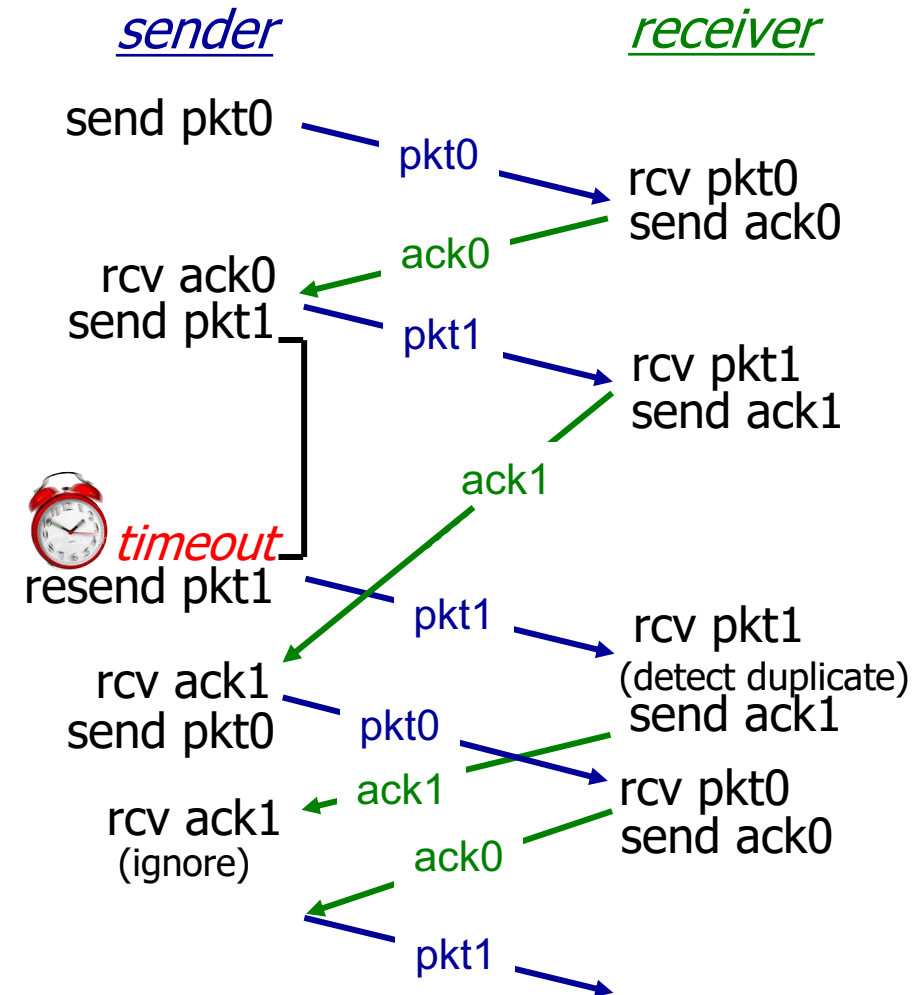 sender
receiver
send pkt0
pkt0
rcv pkt0
send ack0
ack0
rcv ack0
send pkt1
pkt1
rcv pkt1
send ack1
ack1
timeout
resend pkt1
pkt1
rcv pkt1
(detect duplicate)
send ack1
rcv ack1
send pkt0
pkt0
ack1
rcv pkt0
send ack0
rcv ack1
(ignore)
ack0
pkt1